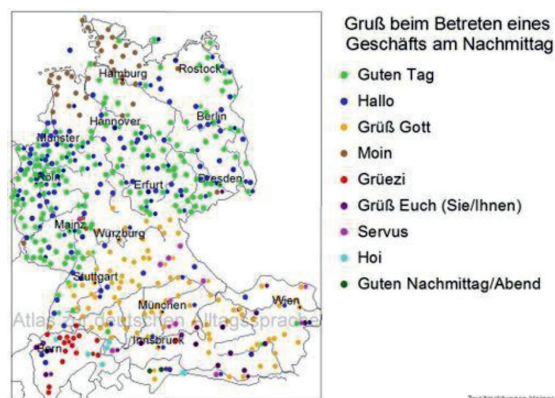 Gruß beim Betreten eines
Geschäfts am Nachmittag
Guten Tag
Hallo
Grüß Gott
Moin
Grüezi
Grüß Euch (Sie/Ihnen)
Servus
Hoi
Guten Nachmittag/Abend
Hamburg
Rostock
Hannover
Berlin
Münster
Köln
Erfurt
Dresden
Mainz
Würzburg
Stuttgart
München
Wien
Atlas zur deutschen Alltagssprache
Innsbruck
Bern